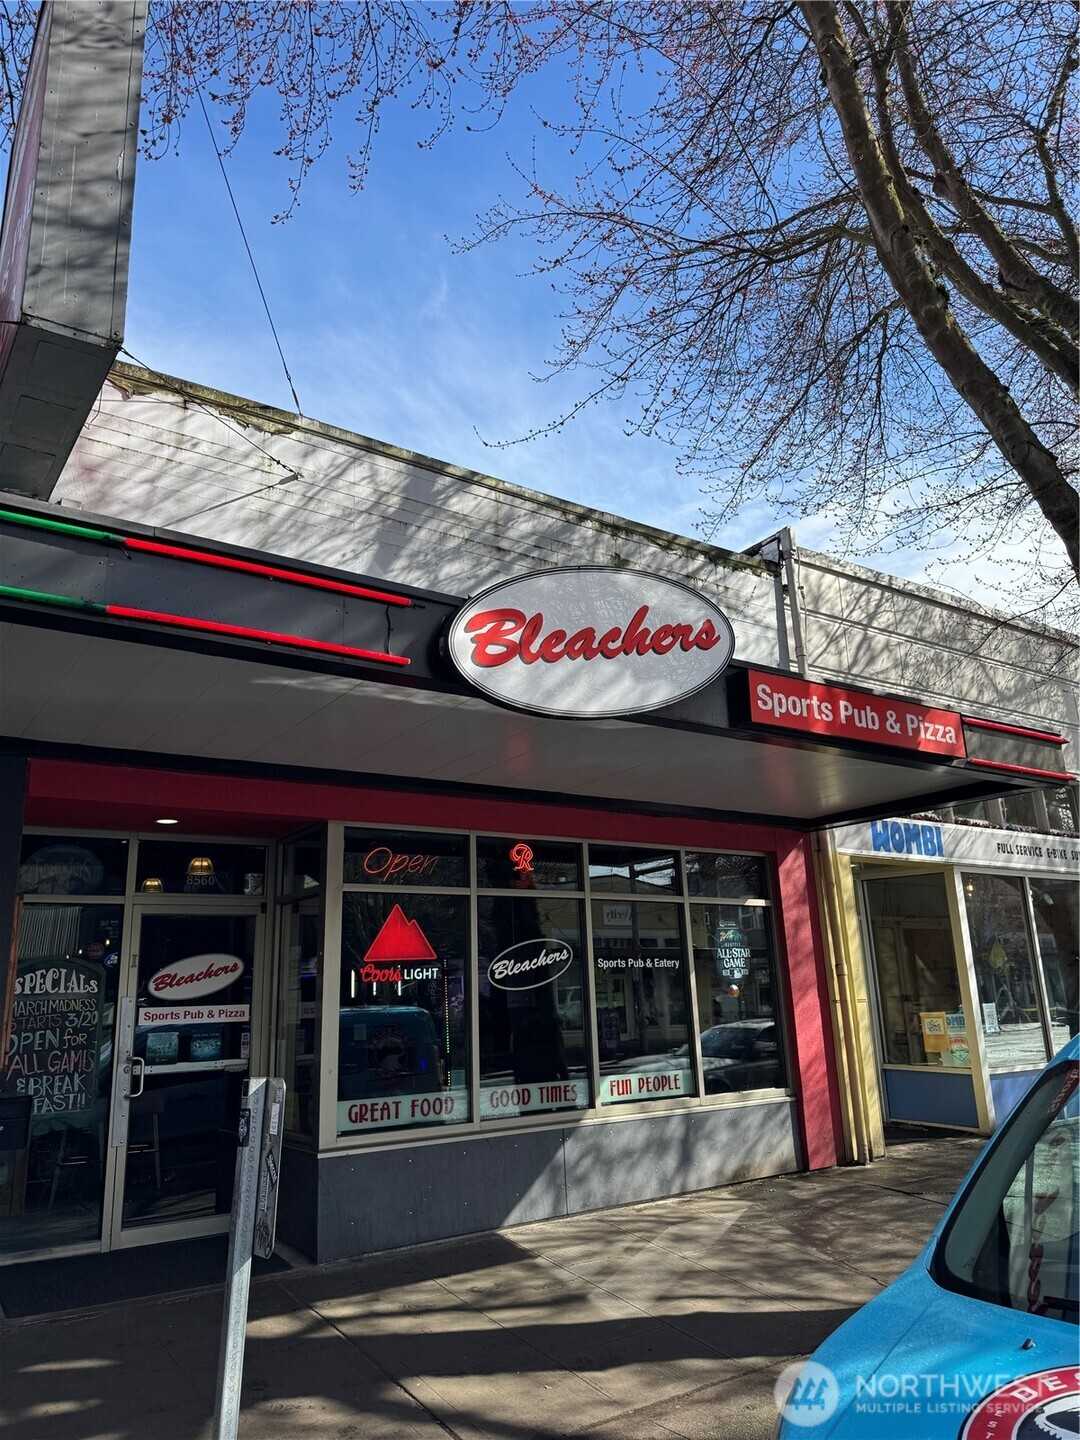 Bleachers
Sports Pub & Pizza
WOMBI
FULL SERVICE E-BIKE
Open
R
8560
Bleachers
Sports Pub & Pizza
SPECIALS
MARCH MADNESS
STARTS 3/20
OPEN for
ALL GAMES
& BREAK
FAST!!
Coors LIGHT
Bleachers
Sports Pub & Eatery
SEATTLE
ALL-STAR
GAME
GREAT FOOD
GOOD TIMES
FUN PEOPLE
NORTHWEST
MULTIPLE LISTING SERVICE